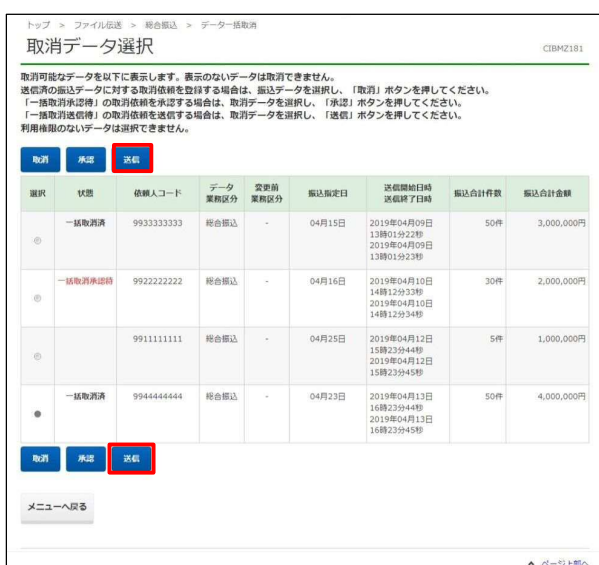 トップ > ファイル伝送 > 総合振込 > データ一括取消
取消データ選択
CIBMZ181
取消可能なデータを以下に表示します。表示のないデータは取消できません。
送信済の振込データに対する取消依頼を登録する場合は、振込データを選択し、「取消」ボタンを押してください。
「一括取消承認待」の取消依頼を承認する場合は、取消データを選択し、「承認」ボタンを押してください。
「一括取消送信待」の取消依頼を送信する場合は、取消データを選択し、「送信」ボタンを押してください。
利用権限のないデータは選択できません。
取消 承認 送信
選択 状態 依頼人コード データ業務区分 変更前業務区分 振込指定日 送信開始日時 送信終了日時 振込合計件数 振込合計金額
一括取消済 9933333333 総合振込 - 04月15日 2019年04月09日 50件 3,000,000円
13時01分22秒
2019年04月09日
13時01分23秒
一括取消承認待 9922222222 総合振込 - 04月16日 2019年04月10日 30件 2,000,000円
14時12分33秒
2019年04月10日
14時12分34秒
9911111111 総合振込 - 04月25日 2019年04月12日 5件 1,000,000円
15時23分44秒
2019年04月12日
15時23分45秒
一括取消済 9944444444 総合振込 - 04月23日 2019年04月13日 50件 4,000,000円
16時23分44秒
2019年04月13日
16時23分45秒
取消 承認 送信
メニューへ戻る
ページ上部へ